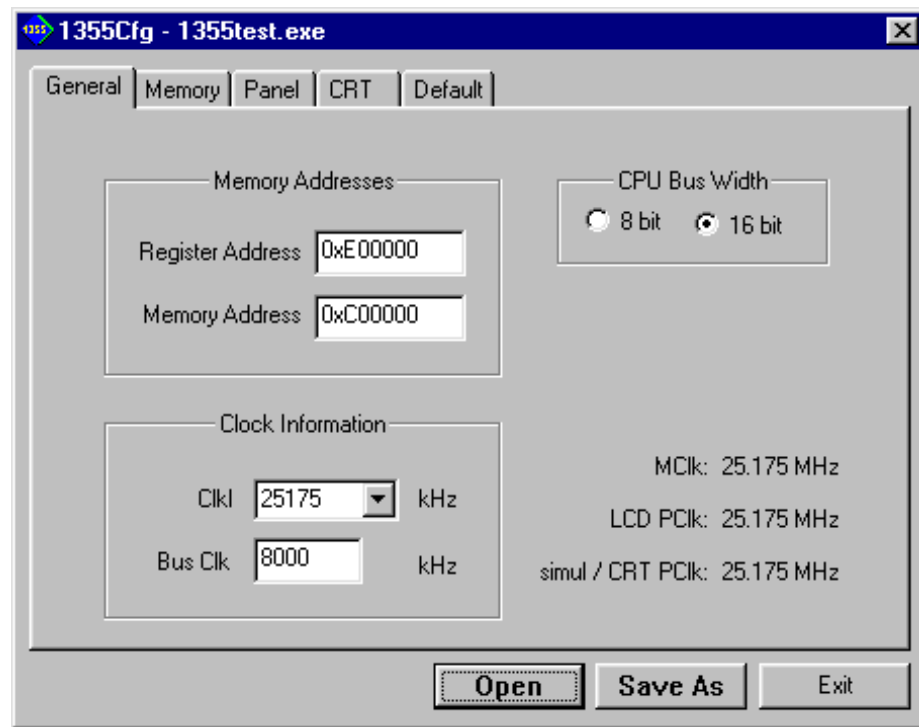 1355 1355Cfg - 1355test.exe
General Memory Panel CRT Default
Memory Addresses
Register Address 0xE00000
Memory Address 0xC00000
CPU Bus Width
8 bit 16 bit
Clock Information
ClkI 25175 kHz
Bus Clk 8000 kHz
MClk: 25.175 MHz
LCD PClk: 25.175 MHz
simul / CRT PClk: 25.175 MHz
Open Save As Exit